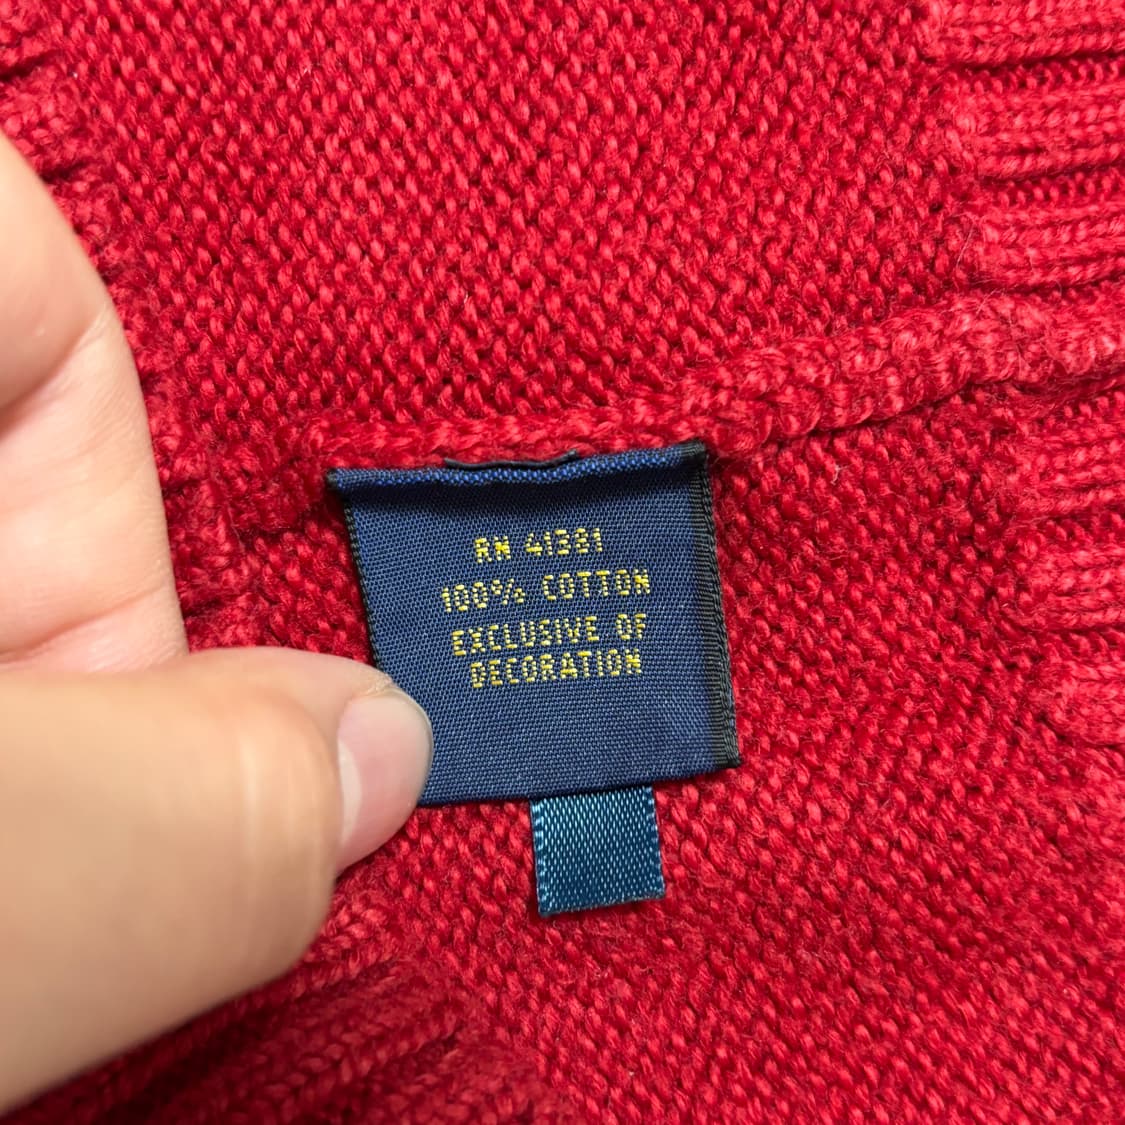 RN 41381
100% COTTON
EXCLUSIVE OF
DECORATION